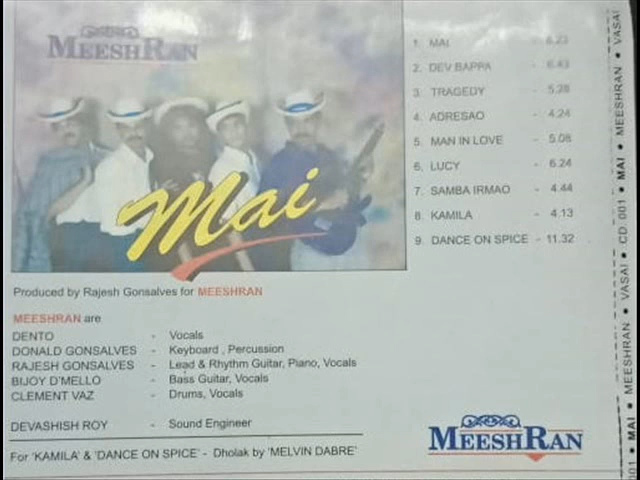 MEESHRAN
Mai
1. MAI - 6.23
2. DEV BAPPA - 6.43
3. TRAGEDY - 5.28
4. ADRESAO - 4.24
5. MAN IN LOVE - 5.08
6. LUCY - 6.24
7. SAMBA IRMAO - 4.44
8. KAMILA - 4.13
9. DANCE ON SPICE - 11.32
Produced by Rajesh Gonsalves for MEESHRAN
MEESHRAN are
DENTO - Vocals
DONALD GONSALVES - Keyboard , Percussion
RAJESH GONSALVES - Lead & Rhythm Guitar, Piano, Vocals
BIJOY D'MELLO - Bass Guitar, Vocals
CLEMENT VAZ - Drums, Vocals
DEVASHISH ROY - Sound Engineer
For 'KAMILA' & 'DANCE ON SPICE' - Dholak by 'MELVIN DABRE'
MEESHRAN
001 • MAI • MEESHRAN • VASAI • CD 001 • MAI • MEESHRAN • VASAI